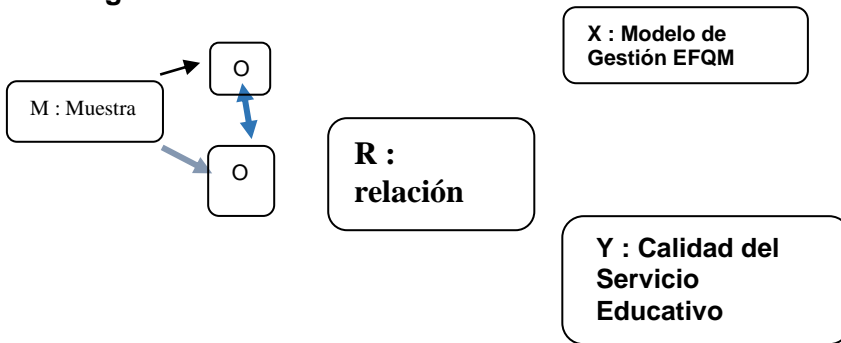 X : Modelo de
Gestión EFQM
O
M : Muestra
R :
relación
O
Y : Calidad del
Servicio
Educativo